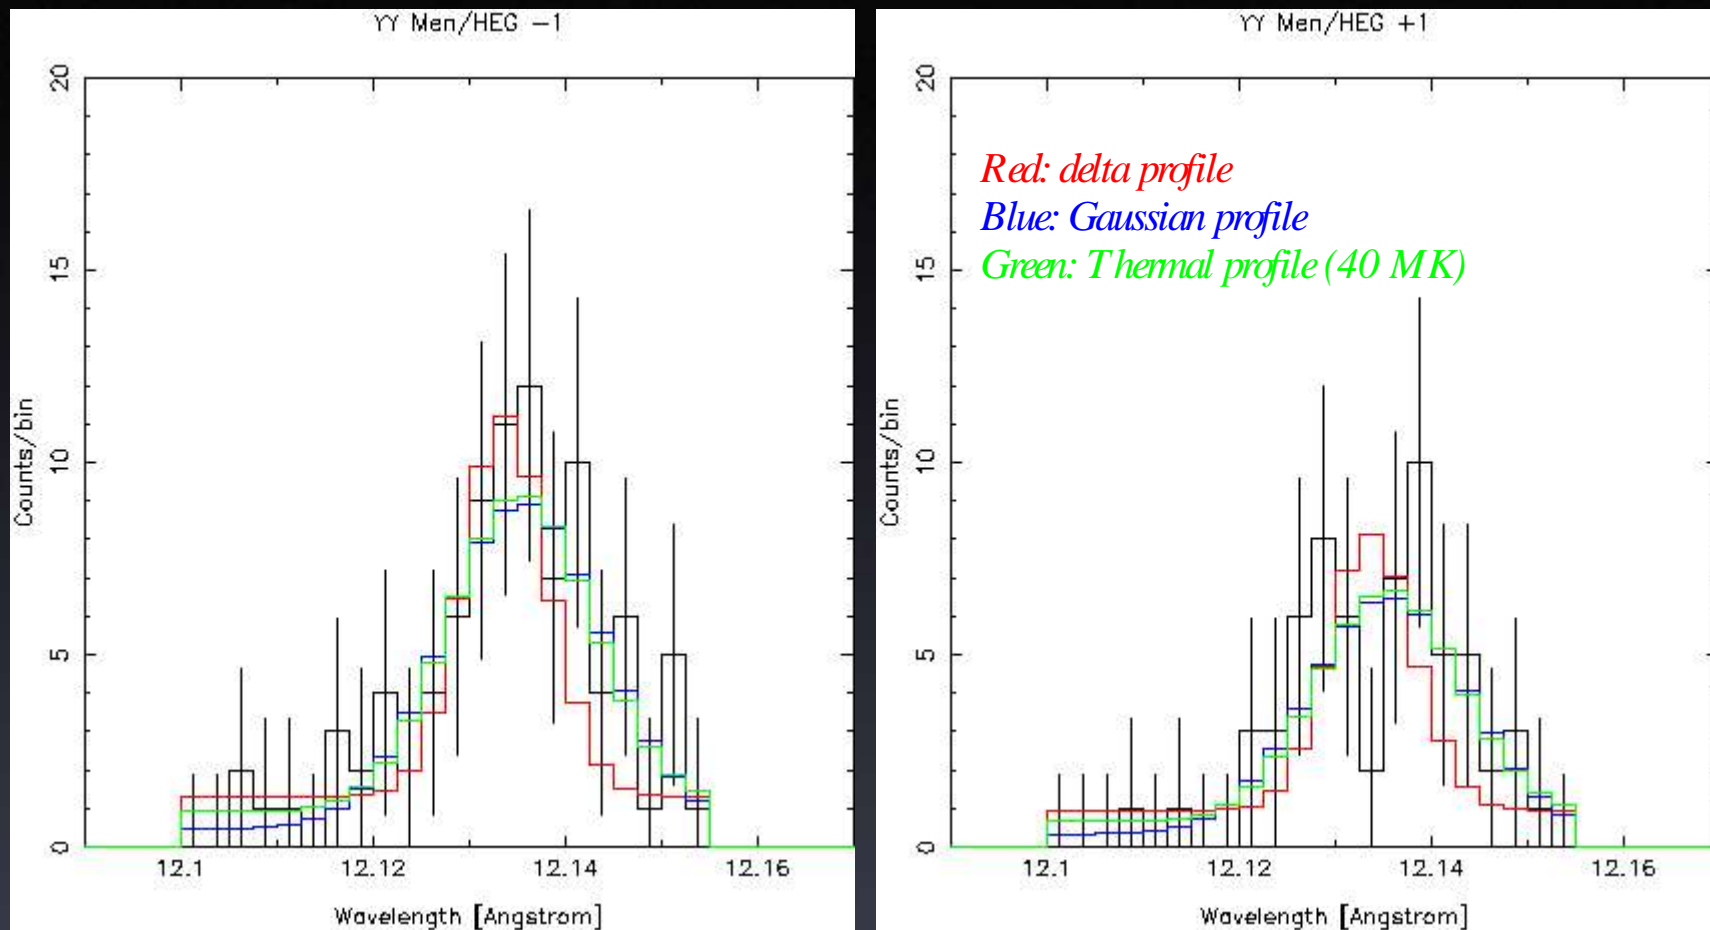 YY Men/HEG −1
20
15
10
5
0
Counts/bin
12.1 12.12 12.14 12.16
Wavelength [Angstrom]
YY Men/HEG +1
Red: delta profile
Blue: Gaussian profile
Green: Thermal profile (40 MK)
20
15
10
5
0
Counts/bin
12.1 12.12 12.14 12.16
Wavelength [Angstrom]